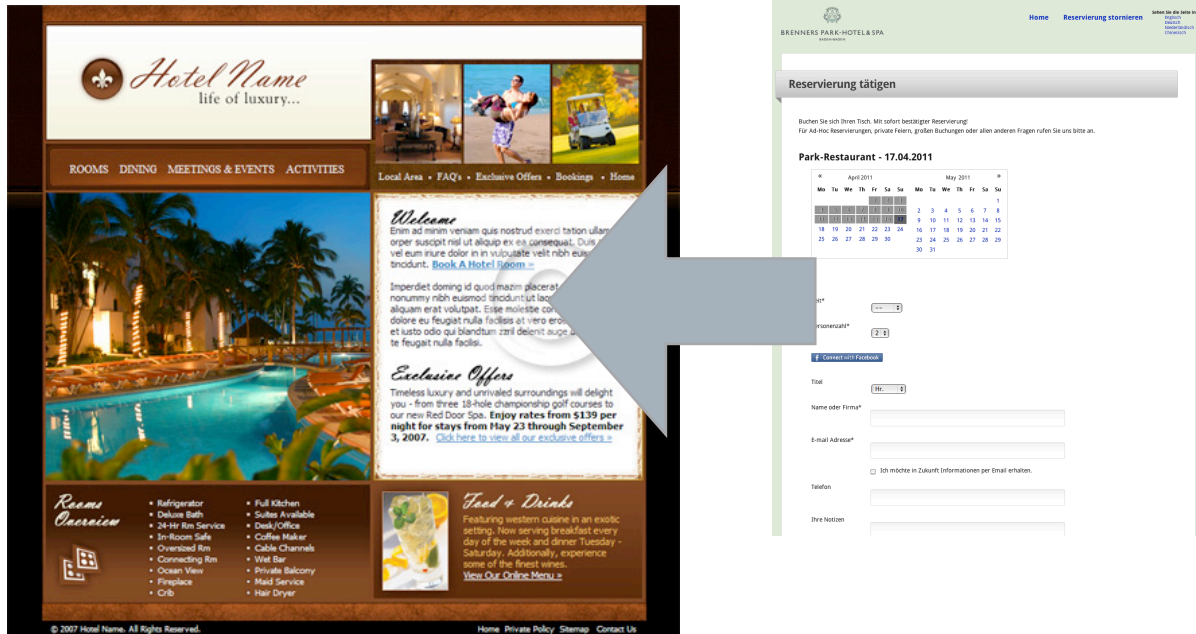 Hotel Name
life of luxury...
ROOMS DINING MEETINGS & EVENTS ACTIVITIES
Local Area • FAQ's • Exclusive Offers • Bookings • Home
Welcome
Enim ad minim veniam quis nostrud exerci tation ullam
orper suscipit nisl ut aliquip ex ea consequat. Duis
vel eum iriure dolor in in vulputate velit nibh
tincidunt. Book A Hotel Room »
Imperdiet doming id quod mazim placerat
nonummy nibh euismod tincidunt ut
aliquam erat volutpat. Esse molestie
dolore eu feugiat nulla facilisis at vero
et iusto odio qui blandtum zzril delenit auge
te feugait nulla facilisi.
Exclusive Offers
Timeless luxury and unrivaled surroundings will delight
you - from three 18-hole championship golf courses to
our new Red Door Spa. Enjoy rates from $139 per
night for stays from May 23 through September
3, 2007. Click here to view all our exclusive offers »
Rooms
Overview
• Refrigerator
• Deluxe Bath
• 24-Hr Rm Service
• In-Room Safe
• Oversized Rm
• Connecting Rm
• Ocean View
• Fireplace
• Crib
• Full Kitchen
• Suites Available
• Desk/Office
• Coffee Maker
• Cable Channels
• Wet Bar
• Private Balcony
• Maid Service
• Hair Dryer
Food & Drinks
Featuring western cuisine in an exotic
setting. Now serving breakfast every
day of the week and dinner Tuesday -
Saturday. Additionally, experience
some of the finest wines.
View Our Online Menu »
© 2007 Hotel Name. All Rights Reserved.
Home Private Policy Sitemap Contact Us
BRENNERS PARK-HOTEL & SPA
BADEN-BADEN
Home Reservierung stornieren
Sehen Sie die Seite in
Englisch
Deutsch
Niederländisch
Chinesisch
Reservierung tätigen
Buchen Sie sich Ihren Tisch. Mit sofort bestätigter Reservierung!
Für Ad-Hoc Reservierungen, private Feiern, großen Buchungen oder allen anderen Fragen rufen Sie uns bitte an.
Park-Restaurant - 17.04.2011
« April 2011 May 2011 »
Mo Tu We Th Fr Sa Su Mo Tu We Th Fr Sa Su
1
2 3 4 5 6 7 8
17 9 10 11 12 13 14 15
18 19 20 21 22 23 24 16 17 18 19 20 21 22
25 26 27 28 29 30 23 24 25 26 27 28 29
30 31
eit*
--
ersonenzahl*
2
f Connect with Facebook
Titel
Hr.
Name oder Firma*
E-mail Adresse*
Ich möchte in Zukunft Informationen per Email erhalten.
Telefon
Ihre Notizen